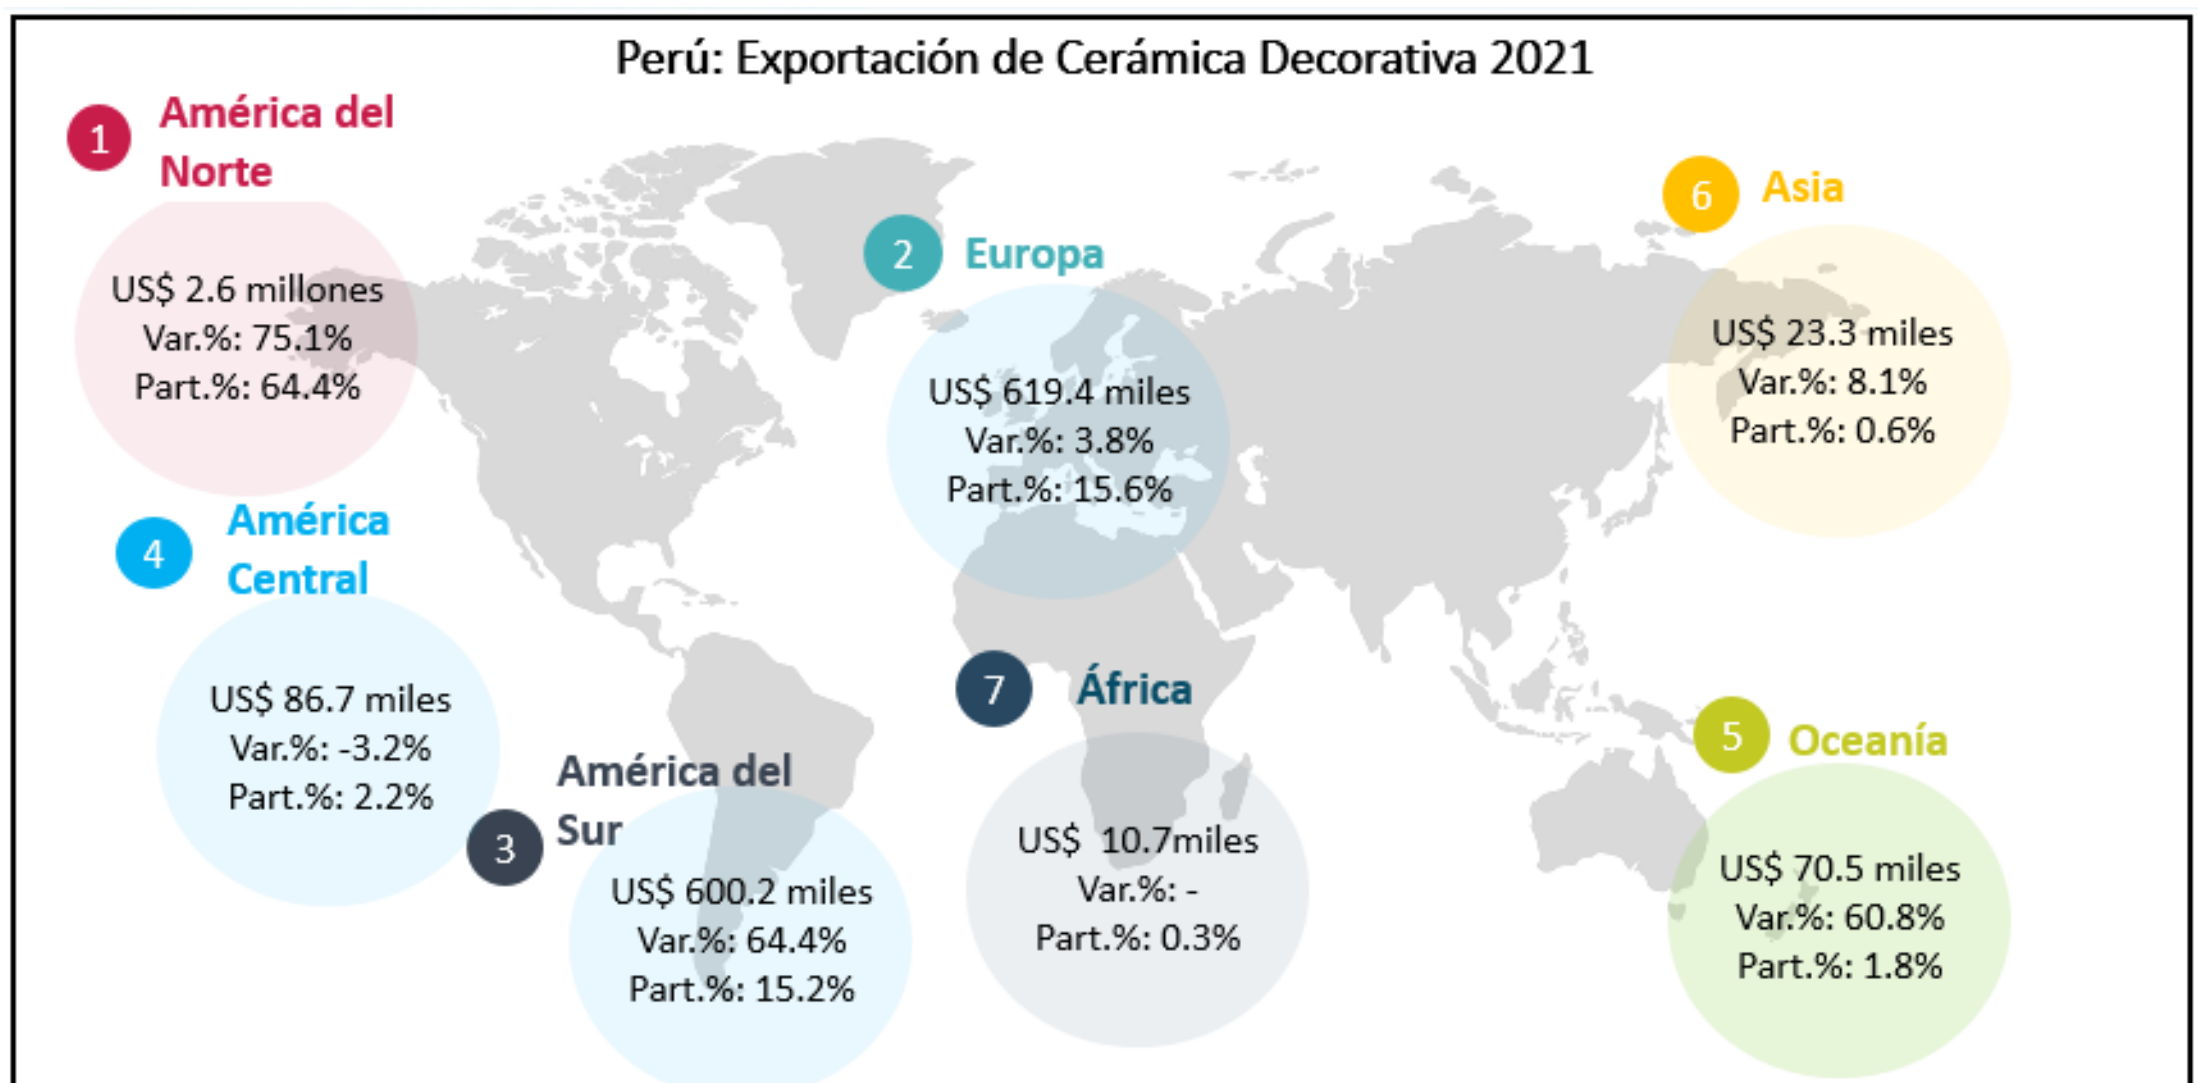 Perú: Exportación de Cerámica Decorativa 2021
1
América del
Norte
US$ 2.6 millones
Var.%: 75.1%
Part.%: 64.4%
2
Europa
US$ 619.4 miles
Var.%: 3.8%
Part.%: 15.6%
6
Asia
US$ 23.3 miles
Var.%: 8.1%
Part.%: 0.6%
4
América
Central
US$ 86.7 miles
Var.%: -3.2%
Part.%: 2.2%
3
América del
Sur
US$ 600.2 miles
Var.%: 64.4%
Part.%: 15.2%
7
África
US$  10.7miles
Var.%: -
Part.%: 0.3%
5
Oceanía
US$ 70.5 miles
Var.%: 60.8%
Part.%: 1.8%